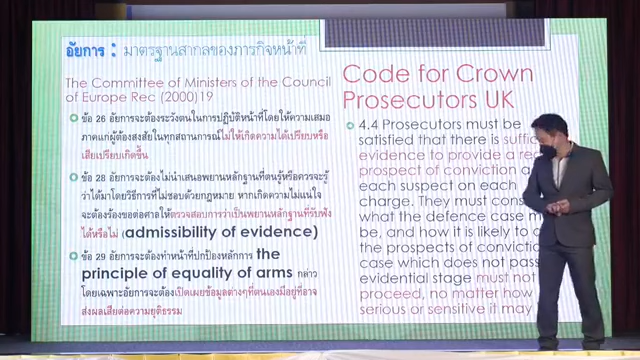 อัยการ : มาตรฐานสากลของภารกิจหน้าที่
The Committee of Ministers of the Council
of Europe Rec (2000)19
ข้อ 26 อัยการจะต้องระวังตนในการปฏิบัติหน้าที่โดยให้ความเสมอ
ภาคแก่ผู้ต้องสงสัยในทุกสถานการณ์ไม่ให้เกิดความได้เปรียบหรือ
เสียเปรียบเกิดขึ้น
ข้อ 28 อัยการจะต้องไม่นำเสนอพยานหลักฐานที่ตนรู้หรือควรจะรู้
ว่าได้มาโดยวิธีการที่ไม่ชอบด้วยกฎหมาย หากเกิดความไม่แน่ใจ
จะต้องร้องขอต่อศาลให้ตรวจสอบการว่าเป็นพยานหลักฐานที่รับฟัง
ได้หรือไม่ (admissibility of evidence)
ข้อ 29 อัยการจะต้องทำหน้าที่ปกป้องหลักการ the
principle of equality of arms กล่าว
โดยเฉพาะอัยการจะต้องเปิดเผยข้อมูลต่างๆที่ตนเองมีอยู่ที่อาจ
ส่งผลเสียต่อความยุติธรรม
Code for Crown
Prosecutors UK
4.4 Prosecutors must be
satisfied that there is
evidence to provide a
prospect of conviction
each suspect on each
charge. They must
what the defence case
be, and how it is likely to
the prospects of
case which does not
evidential stage must not
proceed, no matter how
serious or sensitive it may